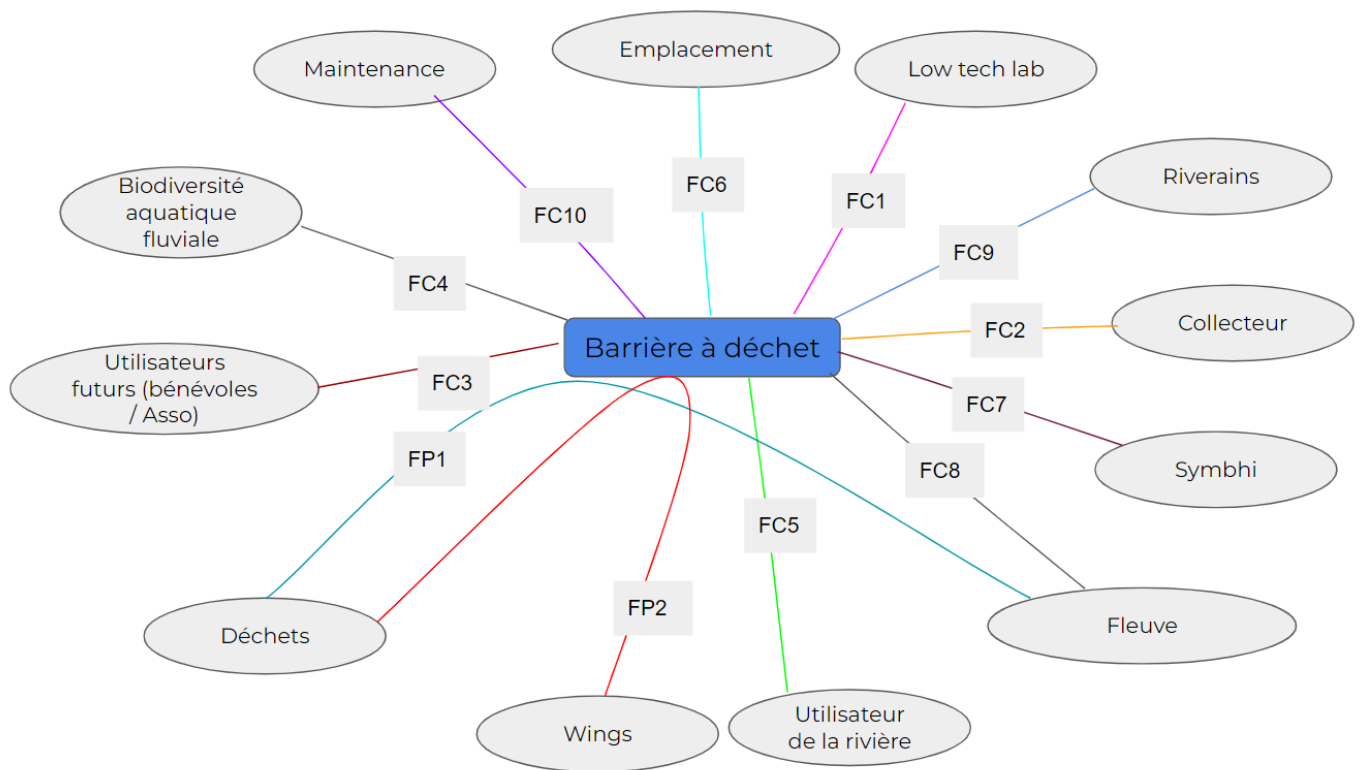 Emplacement
Maintenance
Low tech lab
Riverains
FC6
FC1
FC10
Biodiversité
aquatique
fluviale
FC9
FC4
Collecteur
FC2
Barrière à déchet
Utilisateurs
futurs (bénévoles
/ Asso)
FC3
FC7
FP1
FC8
Symbhi
FC5
FP2
Déchets
Fleuve
Wings
Utilisateur
de la rivière